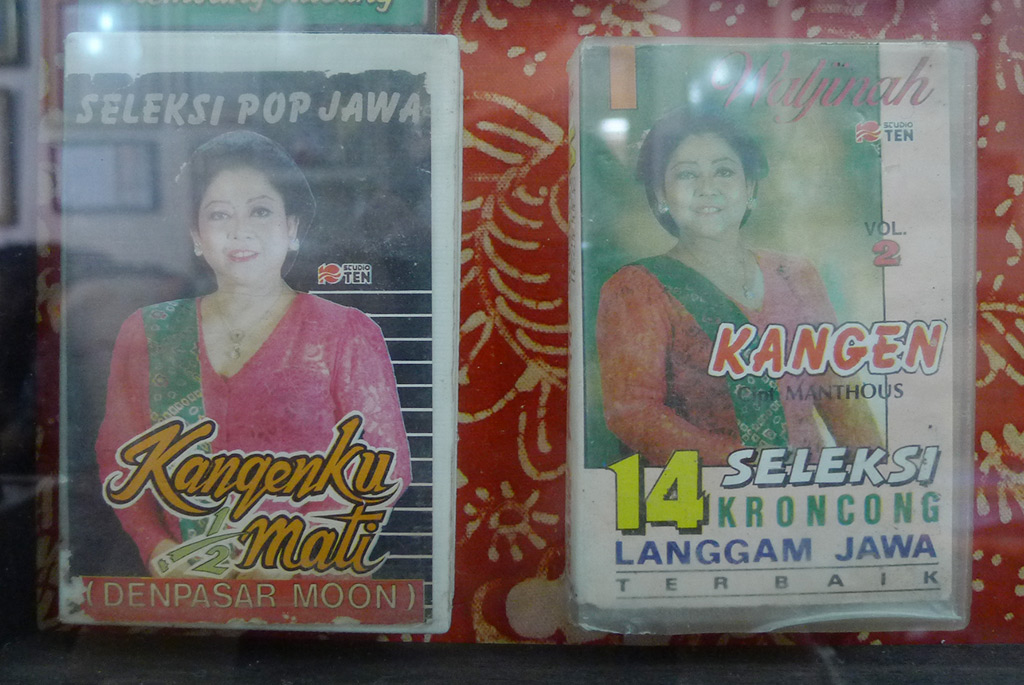 SELEKSI POP JAWA
STUDIO
TEN
Kangenku
1/2
Mati
(DENPASAR MOON)
Waljinah
STUDIO
TEN
VOL.
2
KANGEN
Cipt. MANTHOUS
14 SELEKSI
KRONCONG
LANGGAM JAWA
TERBAIK